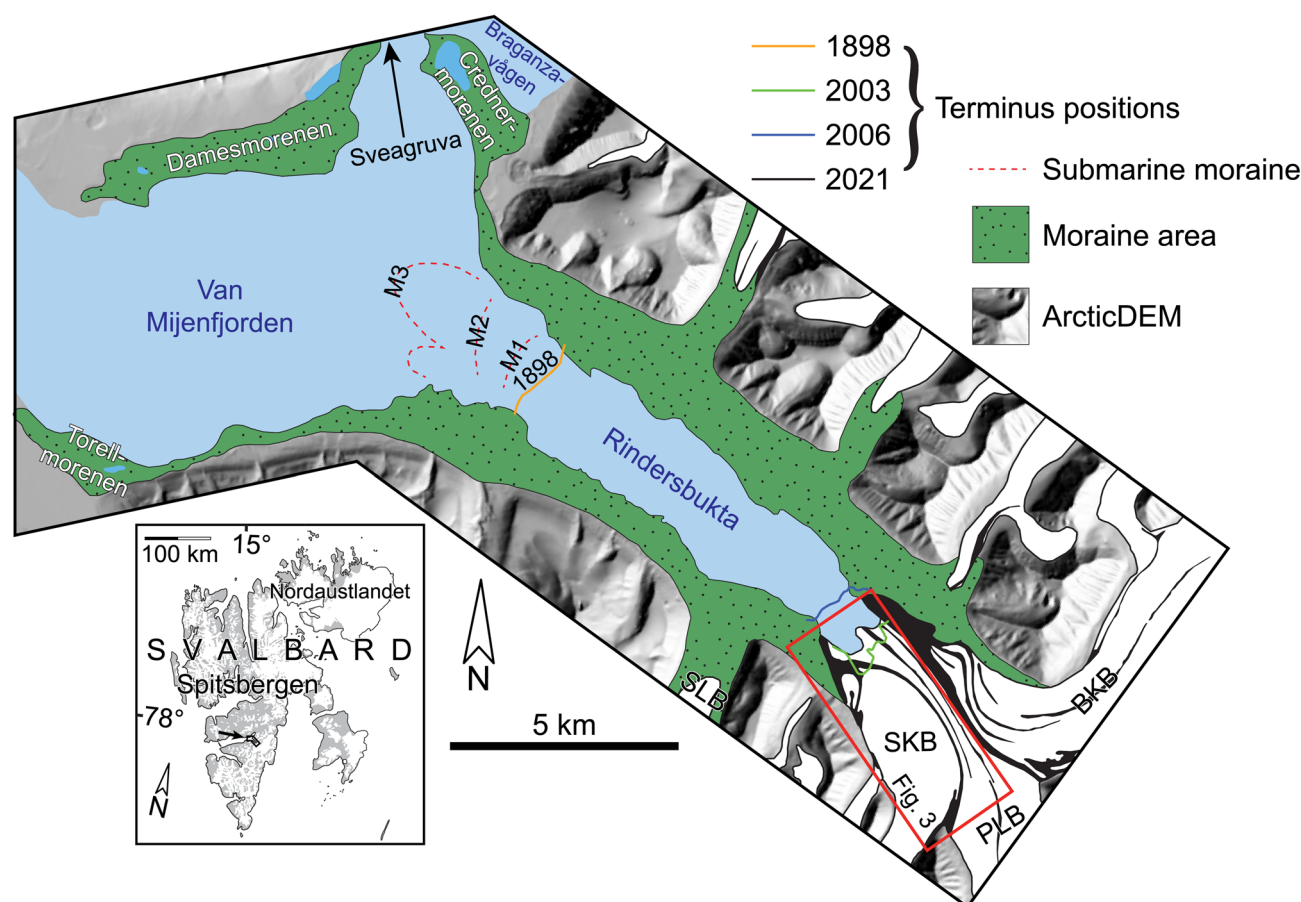 Braganza-
vågen
Credner-
morenen
Damesmorenen
Sveagruva
1898
2003
2006
2021
Terminus positions
Submarine moraine
Moraine area
ArcticDEM
Van
Mijenfjorden
M3
M2
M1
1898
Torell-
morenen
Rindersbukta
100 km
15°
Nordaustlandet
SVALBARD
Spitsbergen
78°
N
N
5 km
SLB
SKB
BKB
PLB
Fig. 3